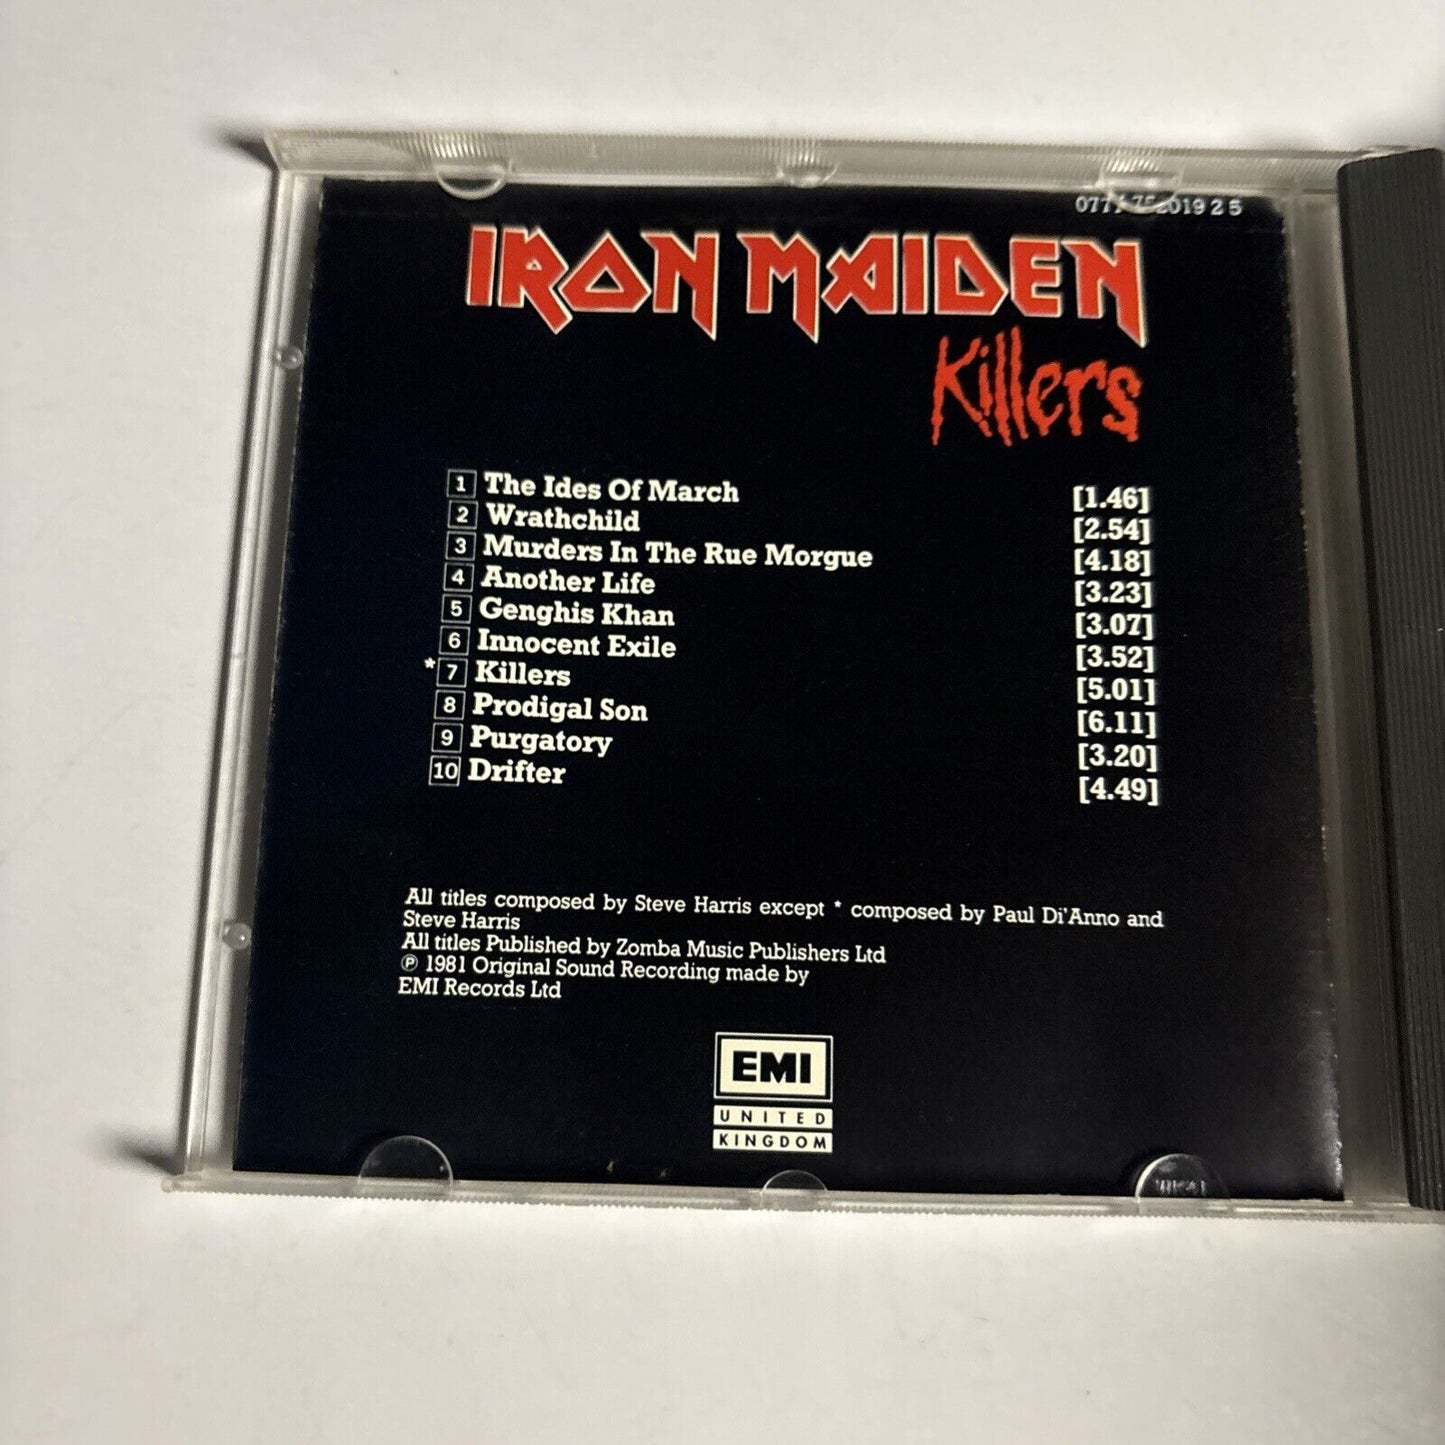 019 2 5
IRON MAIDEN
Killers
1 The Ides Of March [1.46]
2 Wrathchild [2.54]
3 Murders In The Rue Morgue [4.18]
4 Another Life [3.23]
5 Genghis Khan [3.07]
6 Innocent Exile [3.52]
*7 Killers [5.01]
8 Prodigal Son [6.11]
9 Purgatory [3.20]
10 Drifter [4.49]
All titles composed by Steve Harris except * composed by Paul Di'Anno and
Steve Harris
All titles Published by Zomba Music Publishers Ltd
℗ 1981 Original Sound Recording made by
EMI Records Ltd
EMI
UNITED
KINGDOM